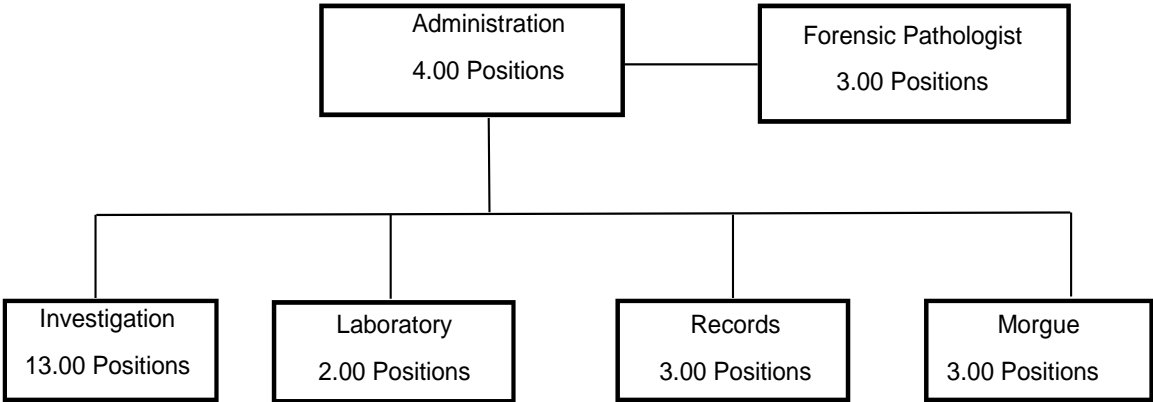 Administration
4.00 Positions
Forensic Pathologist
3.00 Positions
Investigation
13.00 Positions
Laboratory
2.00 Positions
Records
3.00 Positions
Morgue
3.00 Positions